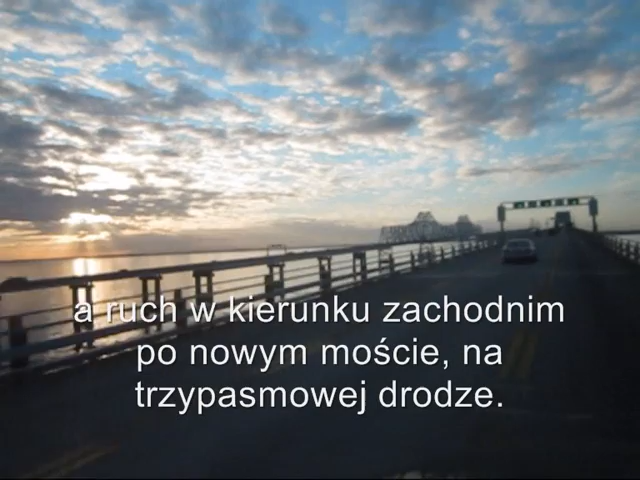 a ruch w kierunku zachodnim
po nowym moście, na
trzypasmowej drodze.